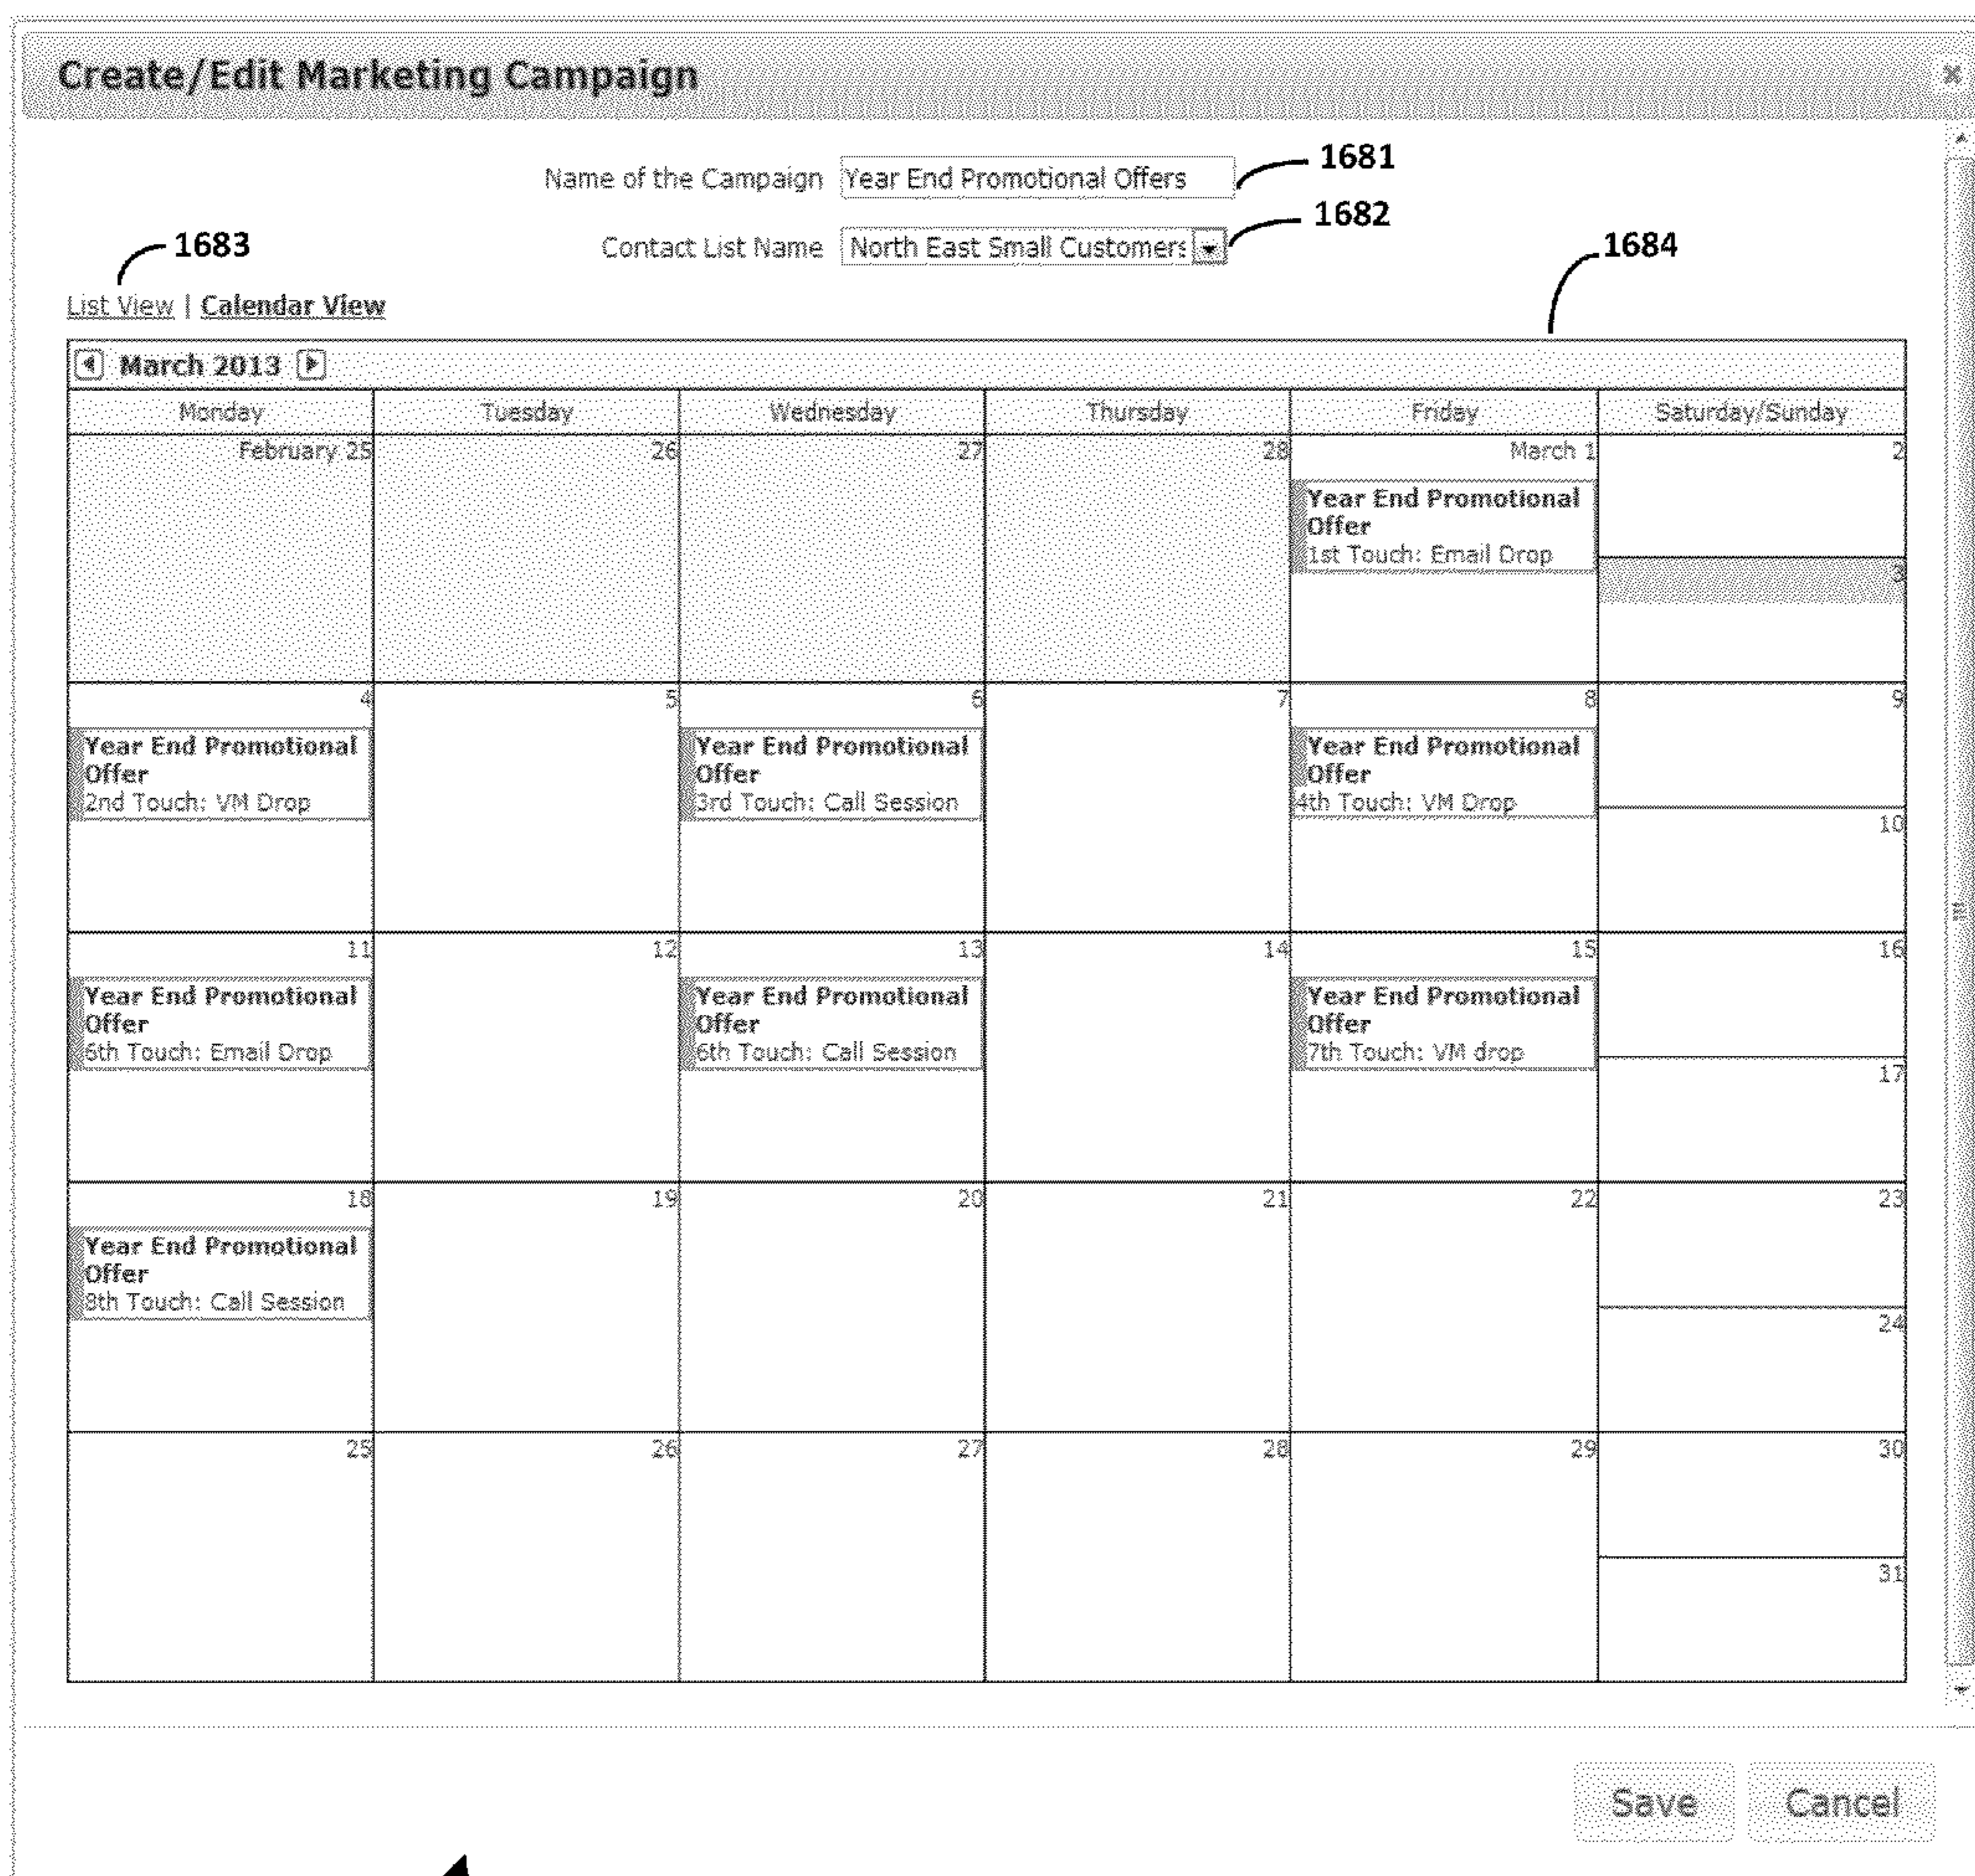 Create/Edit Marketing Campaign
Name of the Campaign Year End Promotional Offers 1681
Contact List Name North East Small Customers 1682
1683
1684
List View | Calendar View
March 2013
Monday Tuesday Wednesday Thursday Friday Saturday/Sunday
February 25 26 27 28 March 1 2
Year End Promotional
Offer
1st Touch: Email Drop
3
4 5 6 7 8 9
Year End Promotional Year End Promotional Year End Promotional
Offer Offer Offer
2nd Touch: VM Drop 3rd Touch: Call Session 4th Touch: VM Drop
10
11 12 13 14 15 16
Year End Promotional Year End Promotional Year End Promotional
Offer Offer Offer
6th Touch: Email Drop 6th Touch: Call Session 7th Touch: VM drop
17
18 19 20 21 22 23
Year End Promotional
Offer
8th Touch: Call Session
24
25 26 27 28 29 30
31
Save Cancel